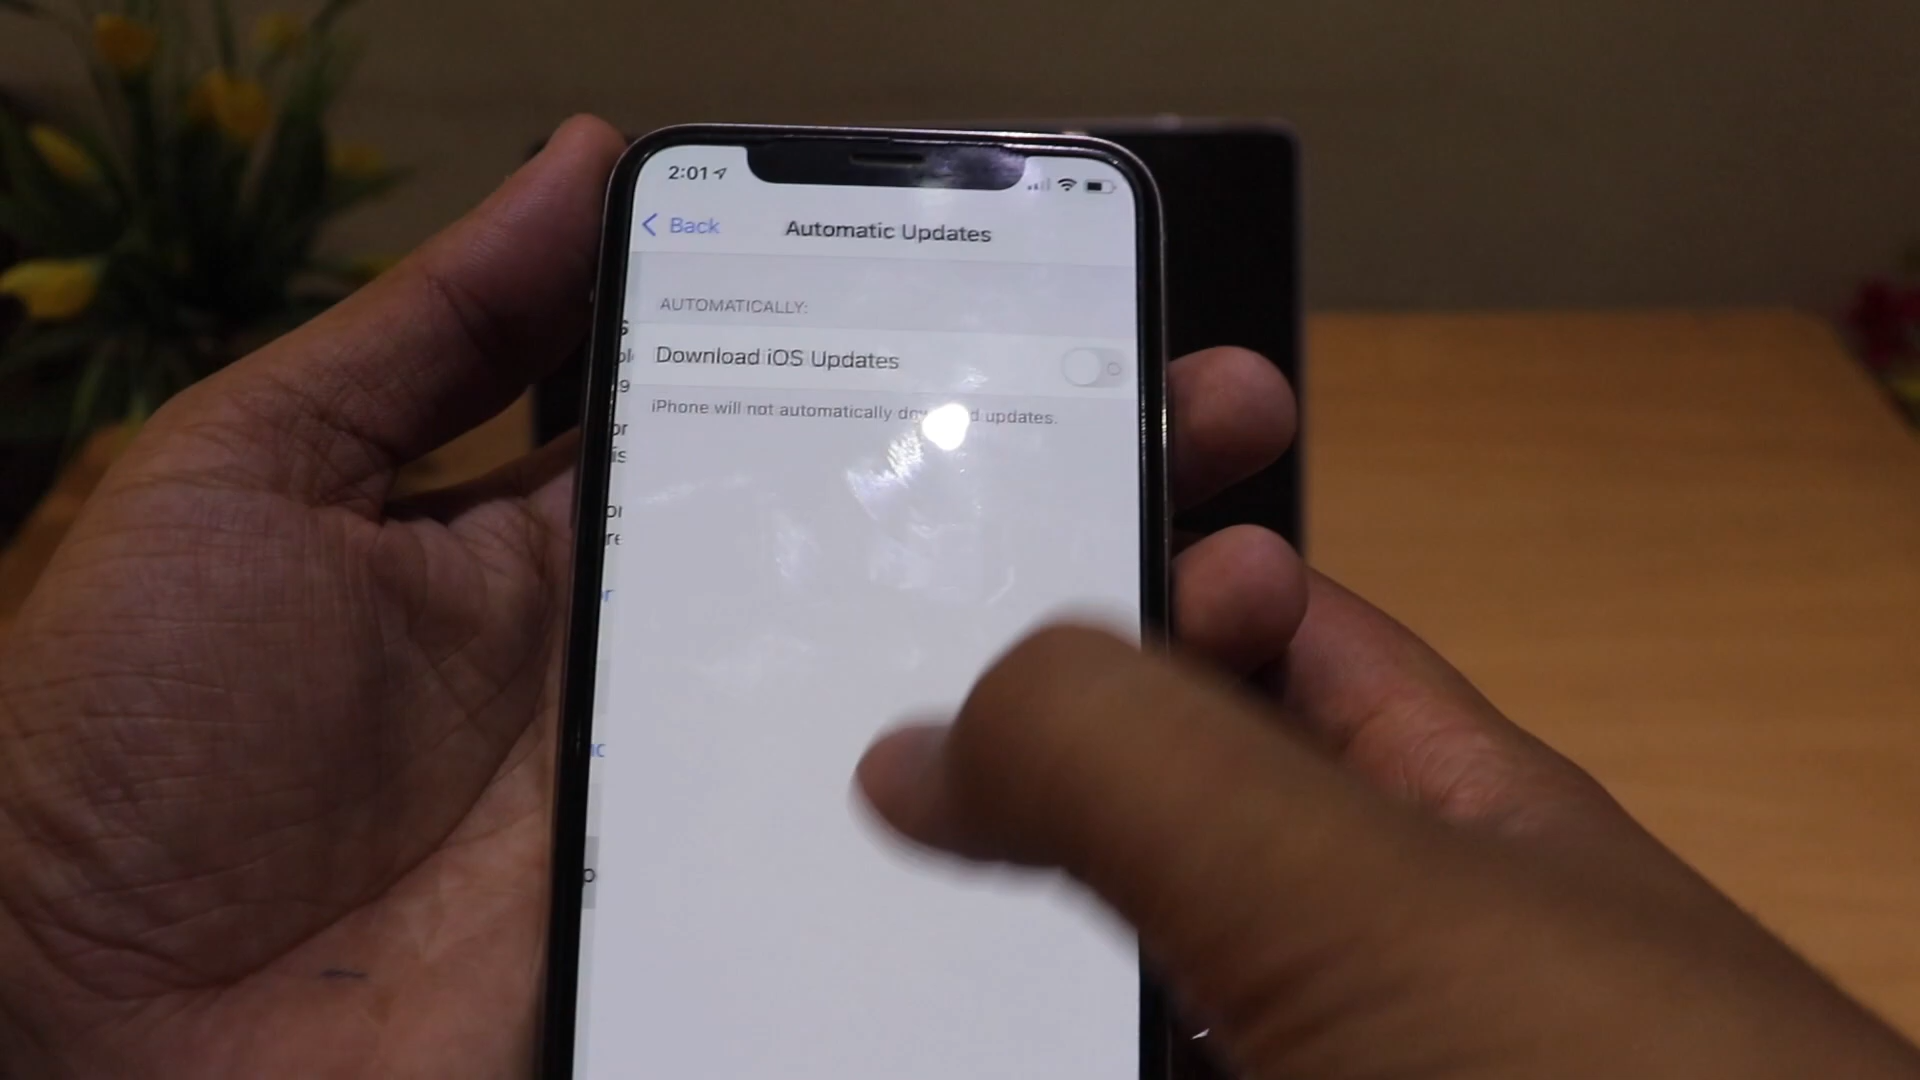 2:01
Back
Automatic Updates
AUTOMATICALLY:
Download iOS Updates
iPhone will not automatically updates.